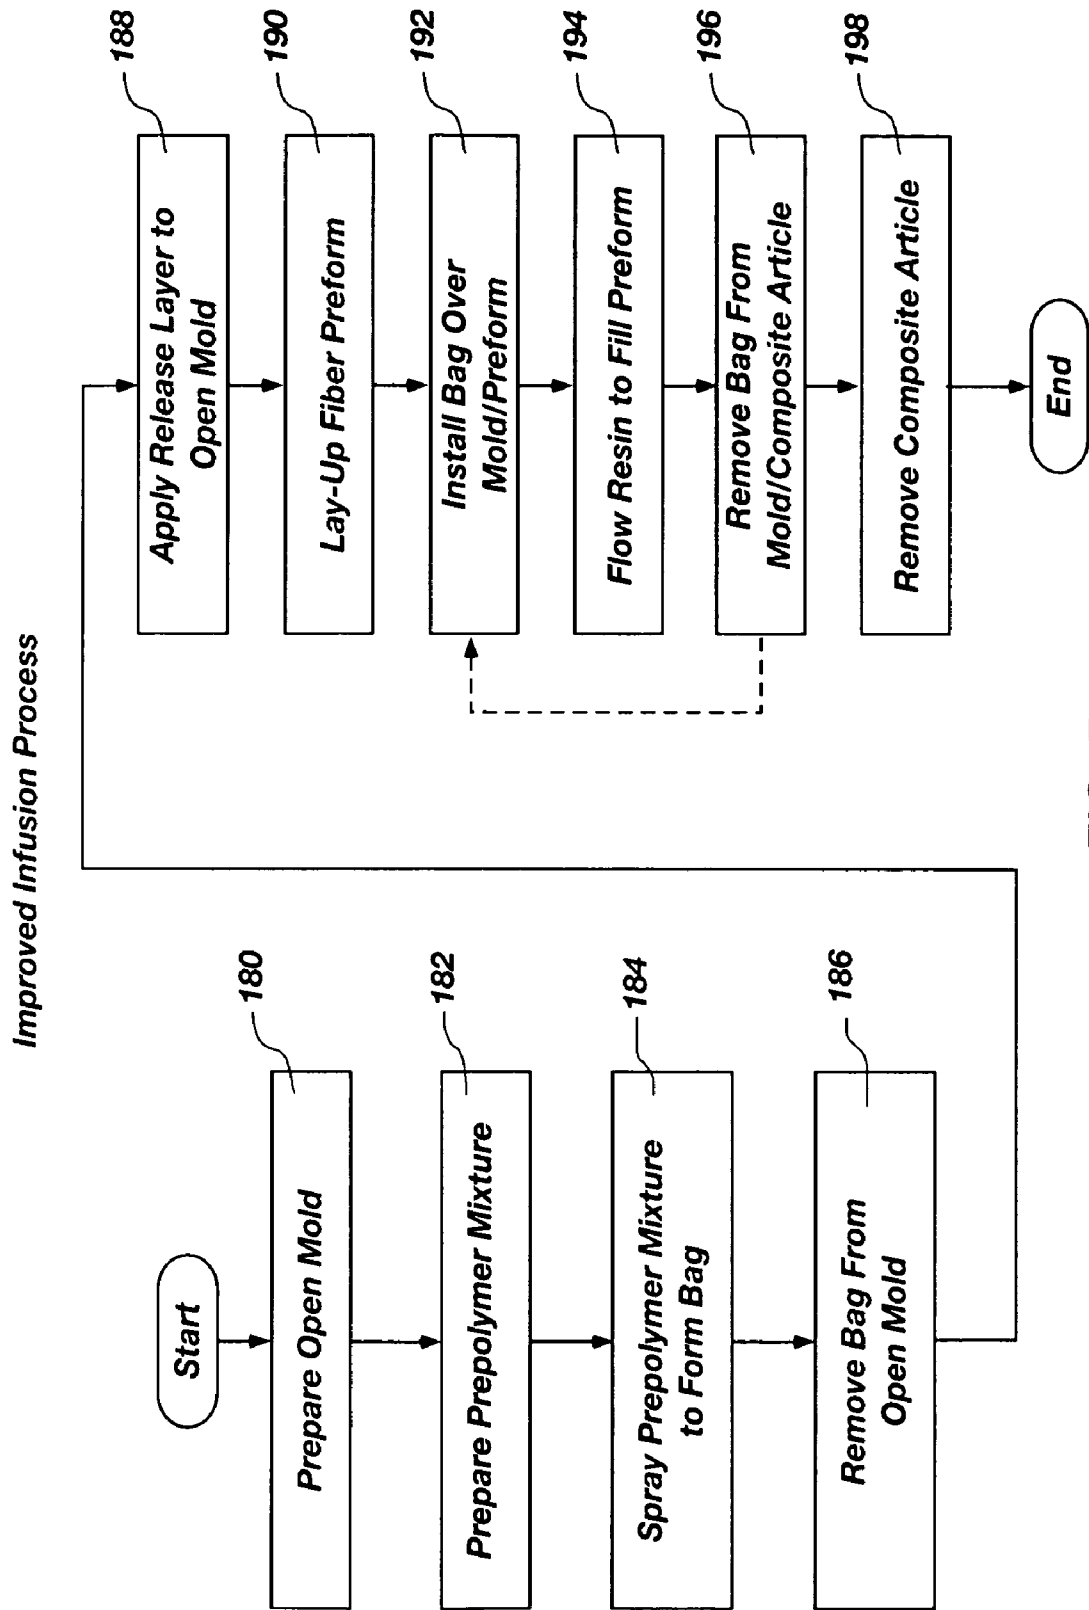 Improved Infusion Process
Start
Prepare Open Mold
180
Prepare Prepolymer Mixture
182
Spray Prepolymer Mixture
to Form Bag
184
Remove Bag From
Open Mold
186
Apply Release Layer to
Open Mold
188
Lay-Up Fiber Preform
190
Install Bag Over
Mold/Preform
192
Flow Resin to Fill Preform
194
Remove Bag From
Mold/Composite Article
196
Remove Composite Article
198
End